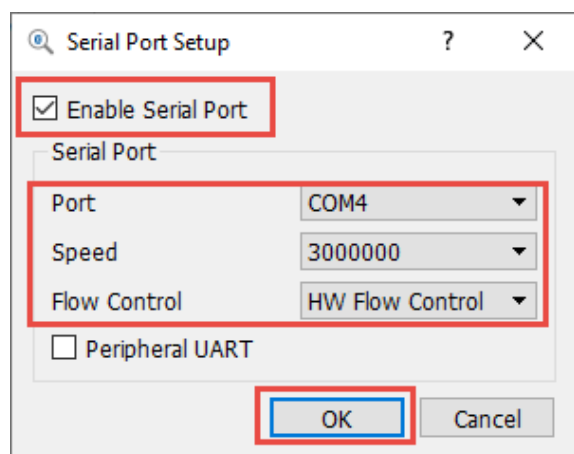 Serial Port Setup ? ×
Enable Serial Port
Serial Port
Port COM4
Speed 3000000
Flow Control HW Flow Control
Peripheral UART
OK Cancel